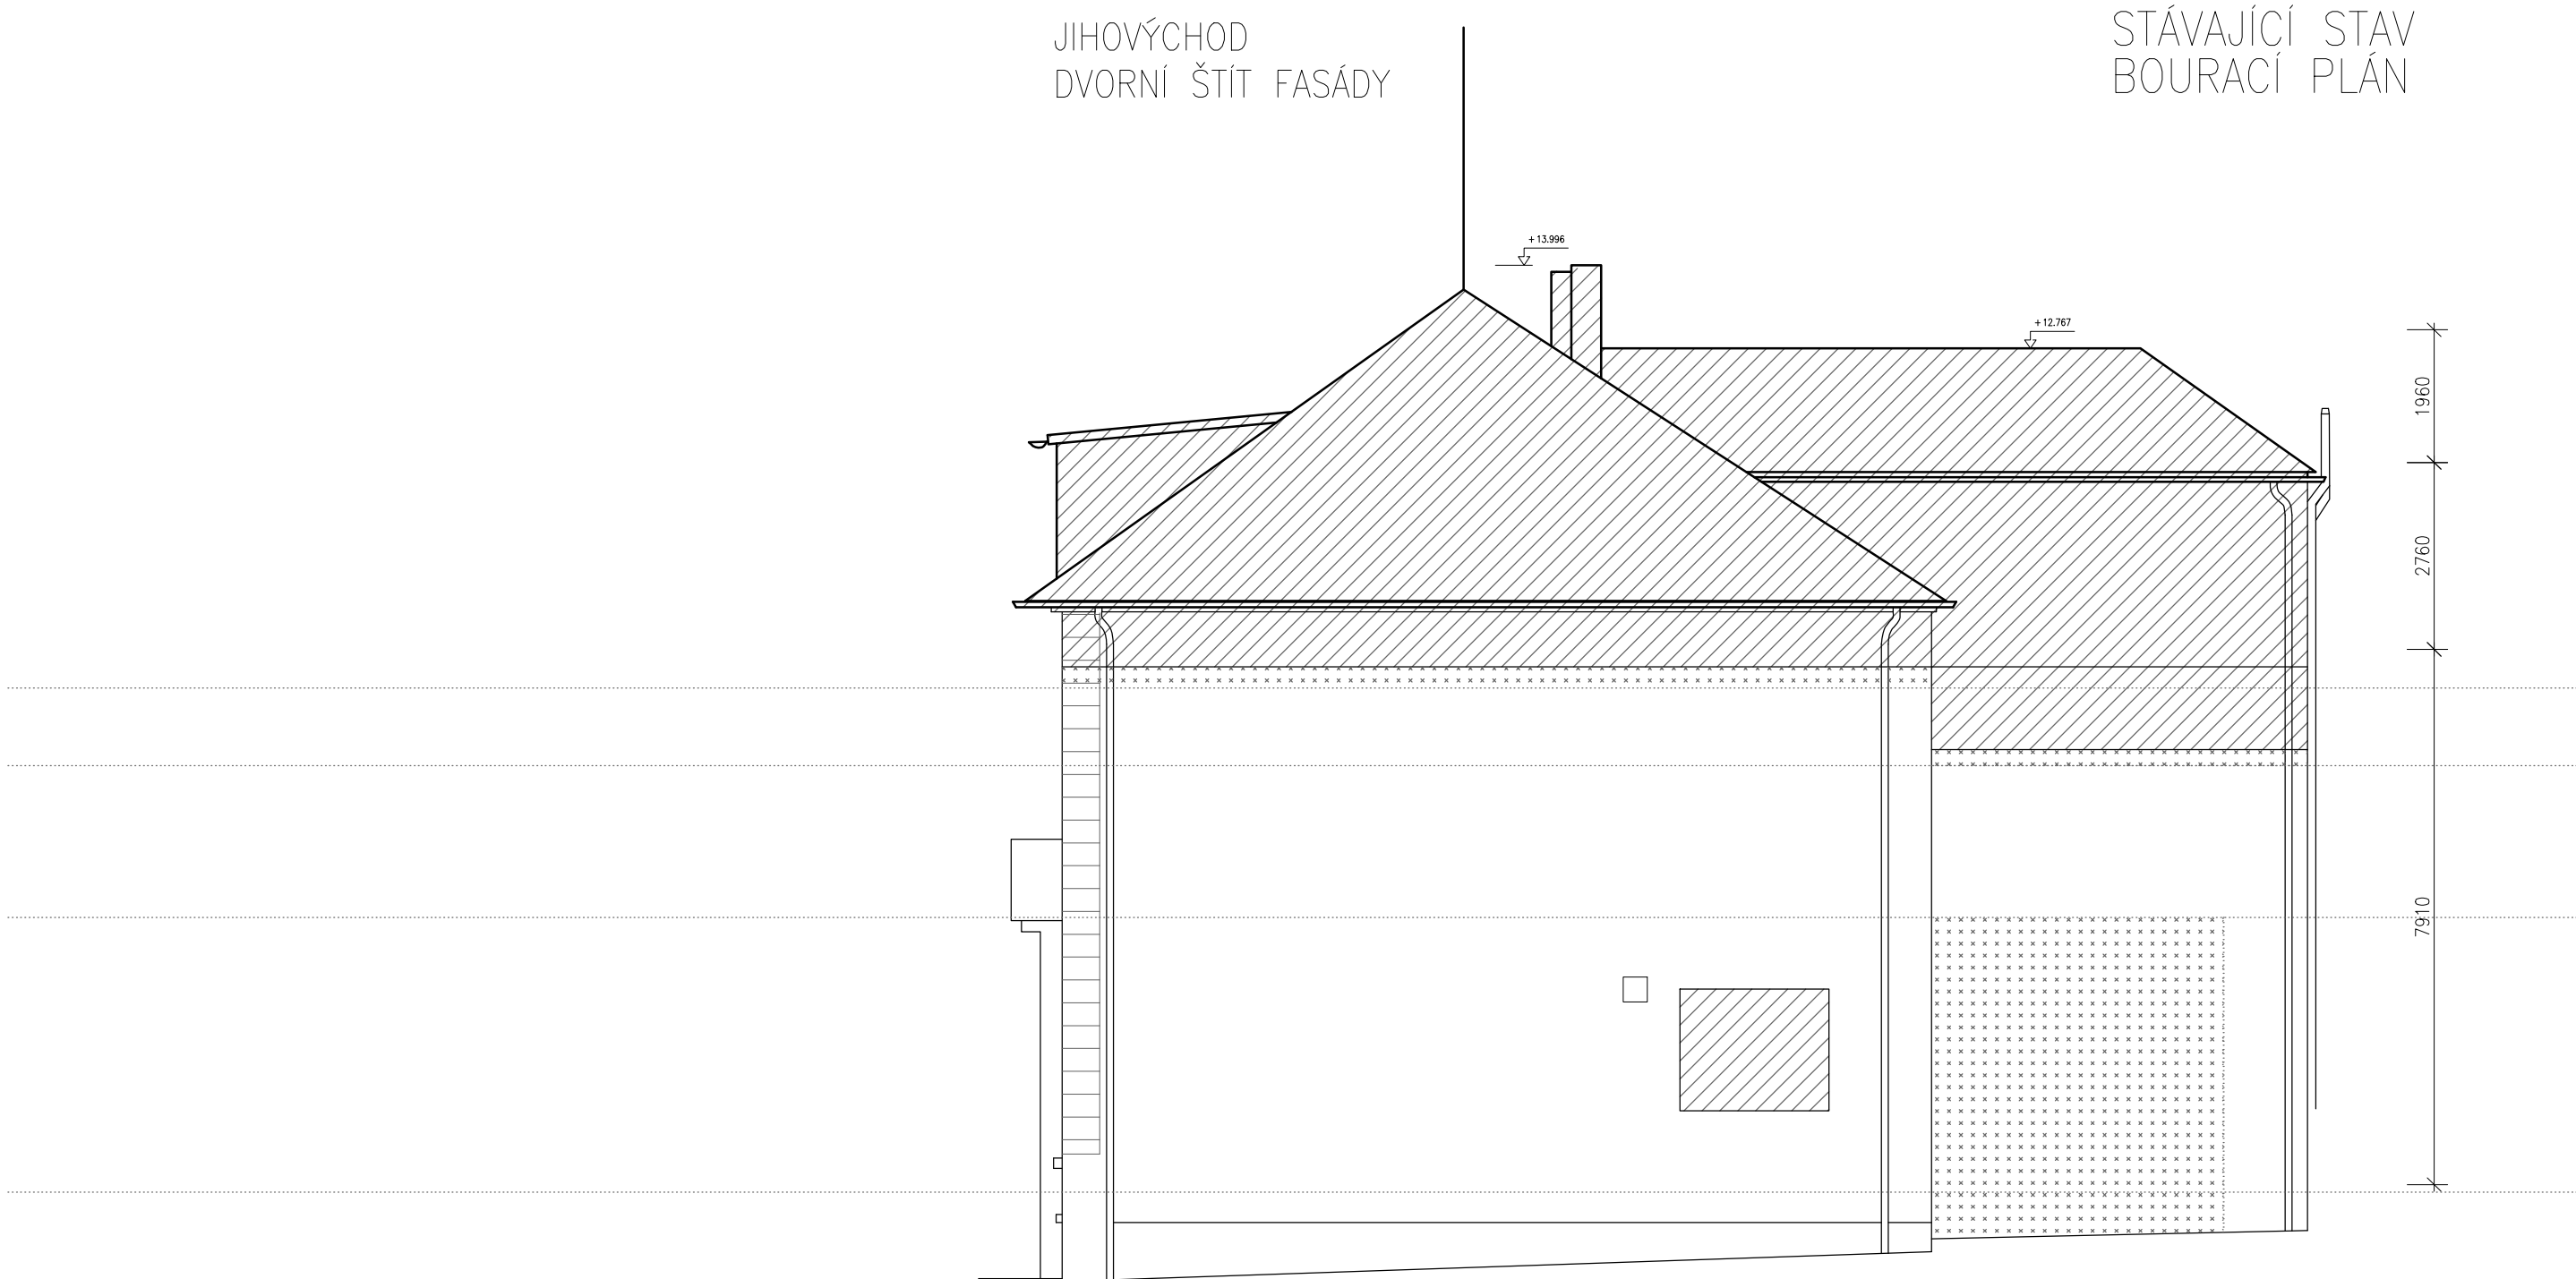 JIHOVÝCHOD
DVORNÍ ŠTÍT FASÁDY
STÁVAJÍCÍ STAV
BOURACÍ PLÁN
+13.996
+12.767
1960
2760
7910